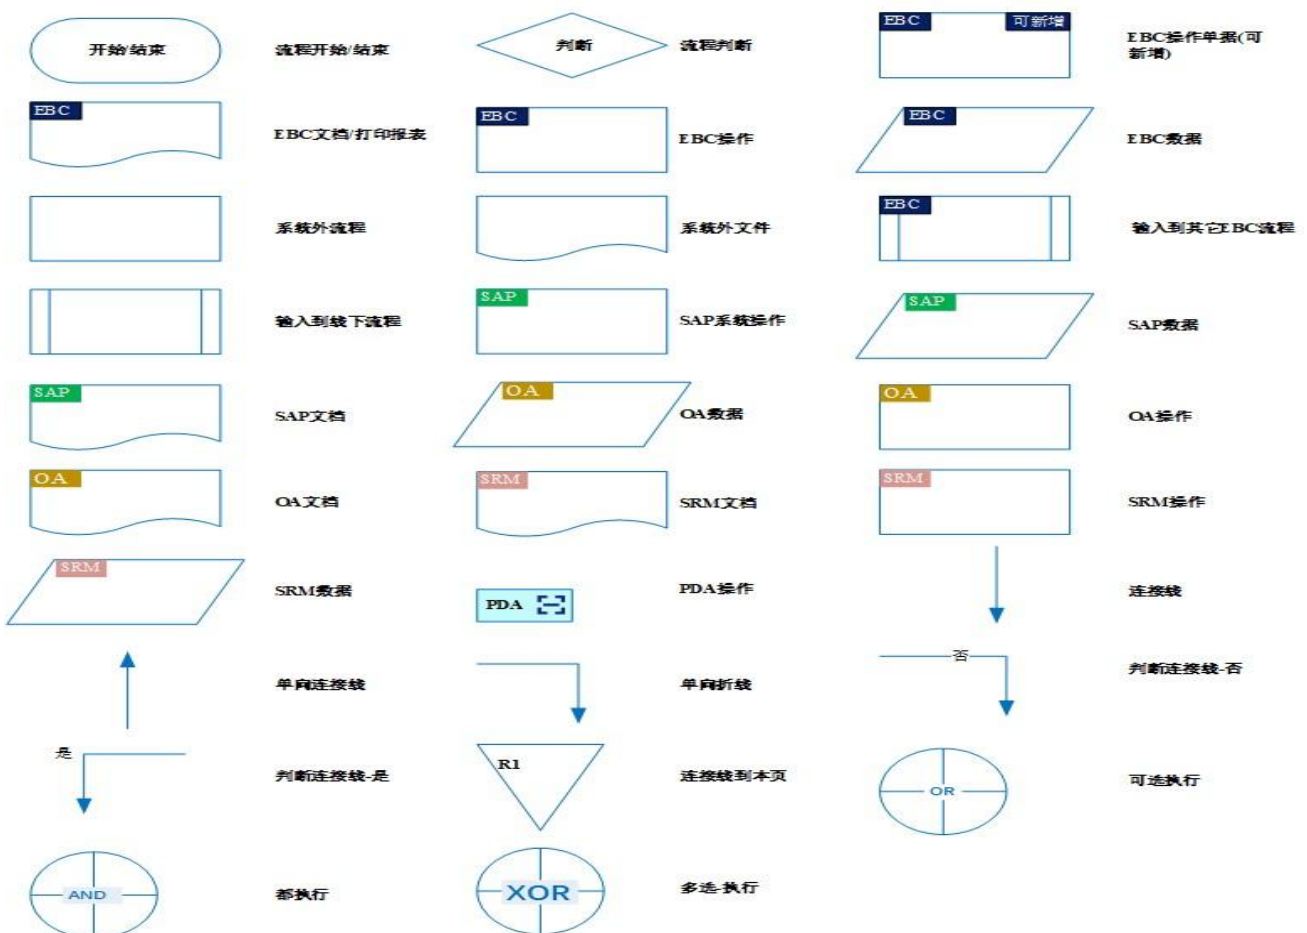 开始/结束
流程开始/结束
判断
流程判断
EBC
可新增
EBC操作单据(可
新增)
EBC
EBC文档/打印报表
EBC
EBC操作
EBC
EBC数据
系统外流程
系统外文件
EBC
输入到其它EBC流程
输入到线下流程
SAP
SAP系统操作
SAP
SAP数据
SAP
SAP文档
OA
OA数据
OA
OA操作
OA
OA文档
SRM
SRM文档
SRM
SRM操作
SRM
SRM数据
PDA
PDA操作
连接线
单向连接线
单向折线
否
判断连接线-否
是
判断连接线-是
R1
连接线到本页
OR
可选执行
AND
都执行
XOR
多选-执行